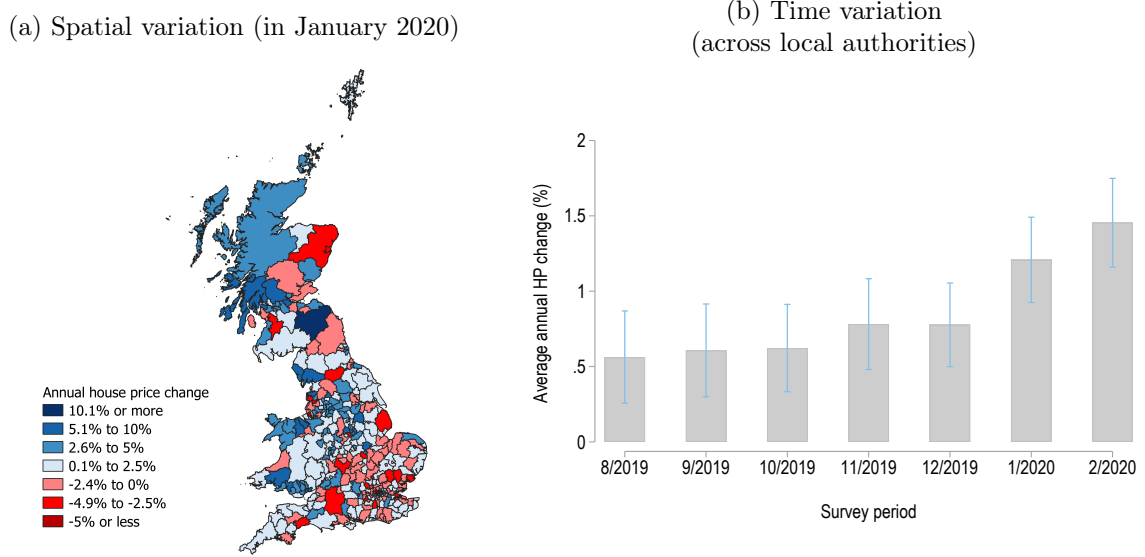 (a) Spatial variation (in January 2020)
Annual house price change
10.1% or more
5.1% to 10%
2.6% to 5%
0.1% to 2.5%
-2.4% to 0%
-4.9% to -2.5%
-5% or less
(b) Time variation
(across local authorities)
Average annual HP change (%)
2
1.5
1
.5
0
8/2019
9/2019
10/2019
11/2019
12/2019
1/2020
2/2020
Survey period